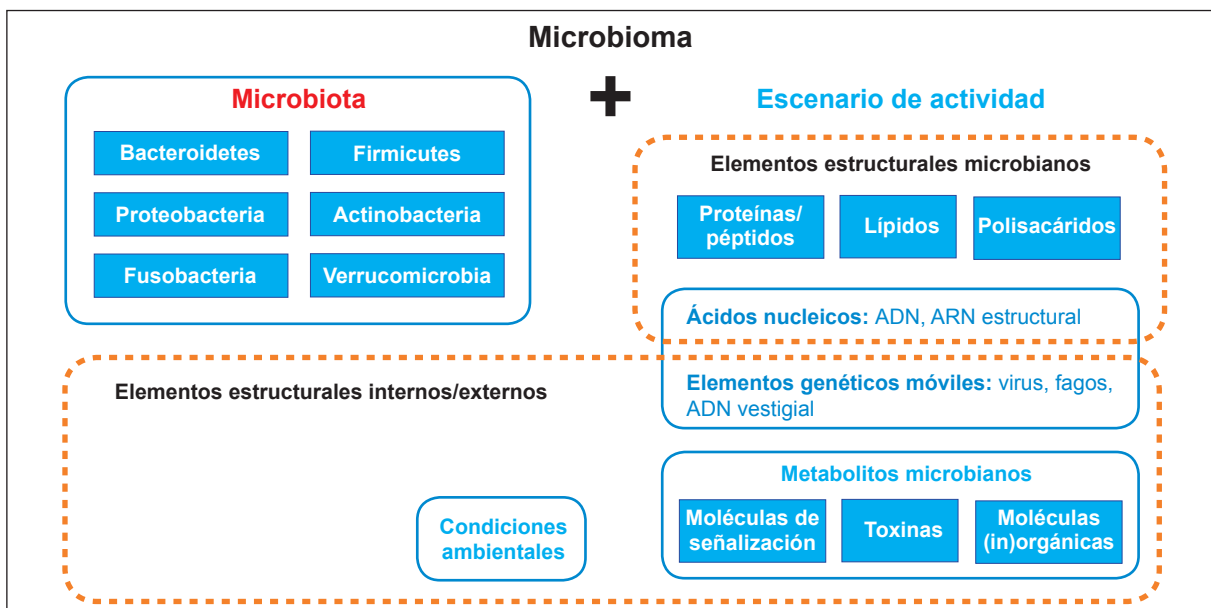 Microbioma
Microbiota
Bacteroidetes
Firmicutes
Proteobacteria
Actinobacteria
Fusobacteria
Verrucomicrobia
+
Escenario de actividad
Elementos estructurales microbianos
Proteínas/
péptidos
Lípidos
Polisacáridos
Ácidos nucleicos: ADN, ARN estructural
Elementos genéticos móviles: virus, fagos,
ADN vestigial
Elementos estructurales internos/externos
Condiciones
ambientales
Metabolitos microbianos
Moléculas de
señalización
Toxinas
Moléculas
(in)orgánicas